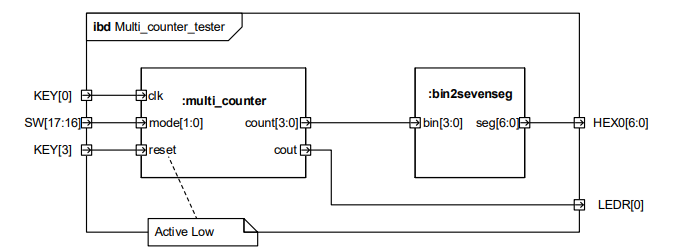 ibd Multi_counter_tester
:multi_counter
:bin2sevenseg
KEY[0] clk
SW[17:16] mode[1:0] count[3:0] bin[3:0] seg[6:0] HEX0[6:0]
KEY[3] reset cout
LEDR[0]
Active Low